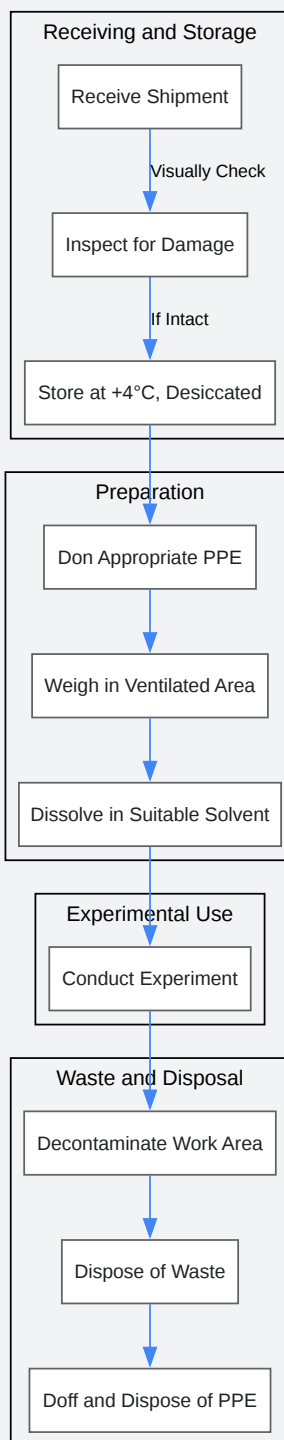 Receiving and Storage
Receive Shipment
Visually Check
Inspect for Damage
If Intact
Store at +4°C, Desiccated
Preparation
Don Appropriate PPE
Weigh in Ventilated Area
Dissolve in Suitable Solvent
Experimental Use
Conduct Experiment
Waste and Disposal
Decontaminate Work Area
Dispose of Waste
Doff and Dispose of PPE